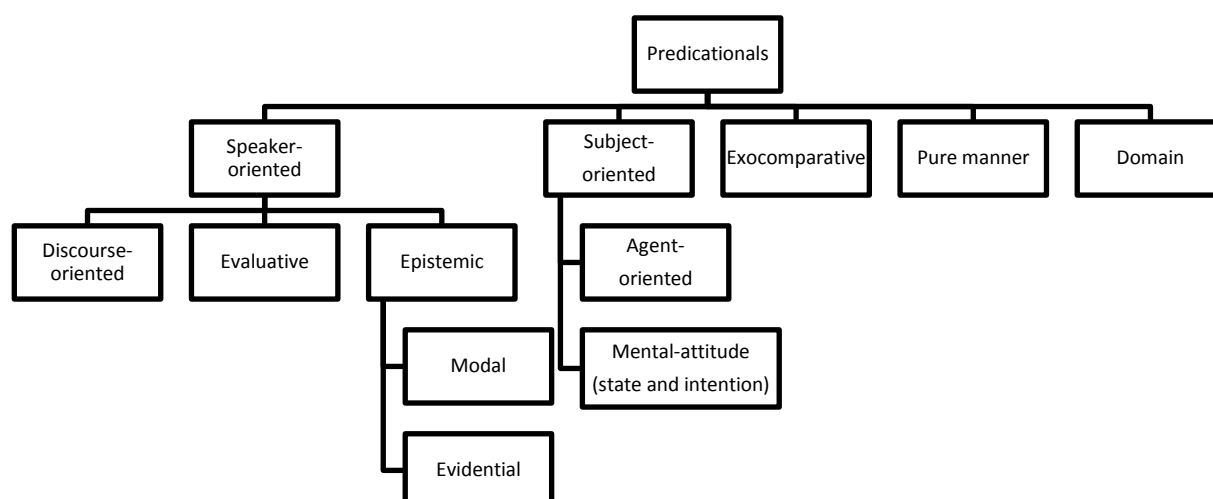 Predicationals
Speaker-
oriented
Subject-
oriented
Exocomparative
Pure manner
Domain
Discourse-
oriented
Evaluative
Epistemic
Agent-
oriented
Modal
Mental-attitude
(state and intention)
Evidential